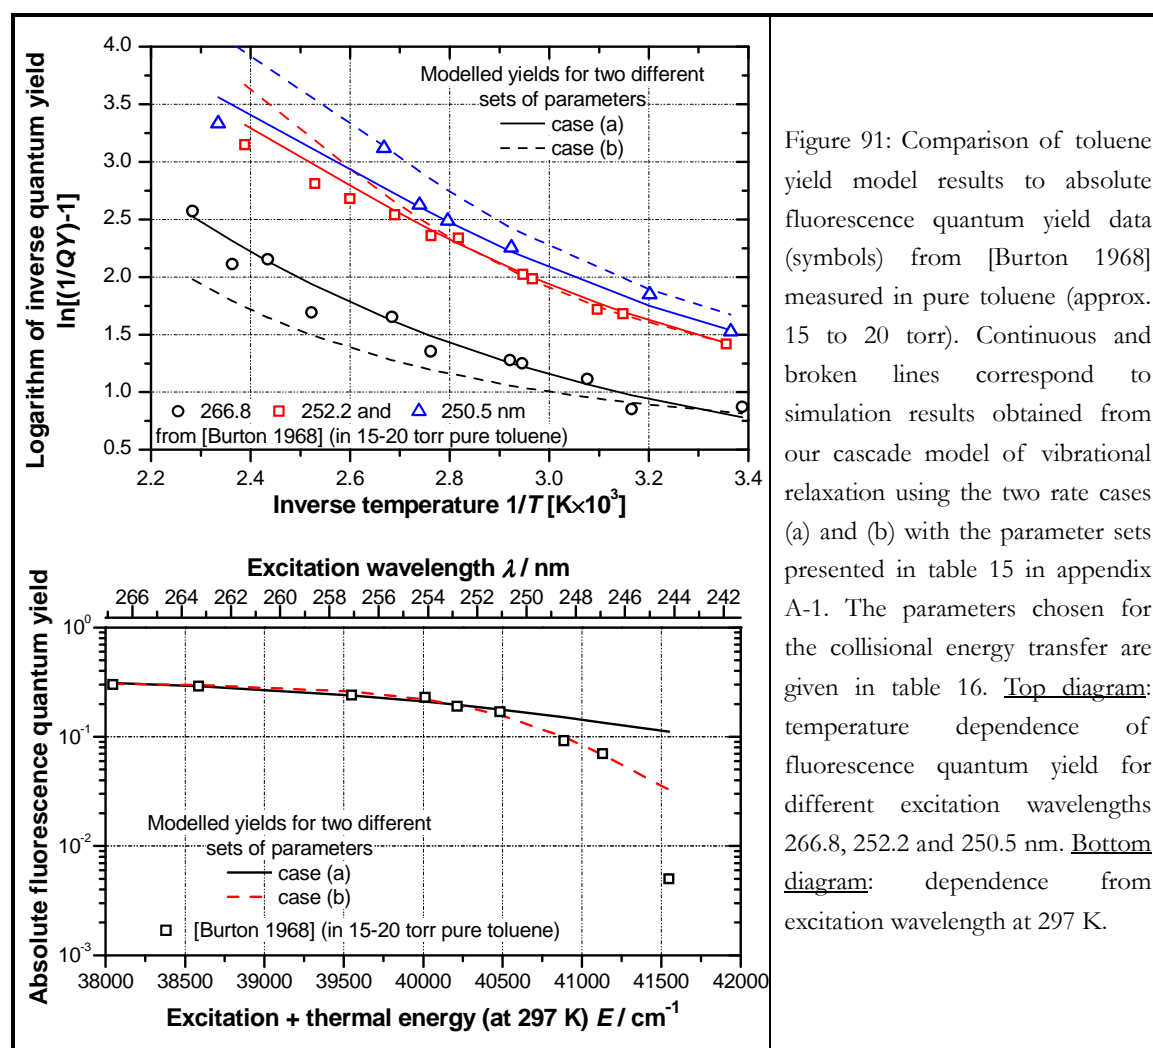 Logarithm of inverse quantum yield
ln[(1/QY)-1]
4.0
3.5
3.0
2.5
2.0
1.5
1.0
0.5
Modelled yields for two different
sets of parameters
case (a)
case (b)
266.8 252.2 and 250.5 nm
from [Burton 1968] (in 15-20 torr pure toluene)
2.2 2.4 2.6 2.8 3.0 3.2 3.4
Inverse temperature 1/T [K×10³]
Excitation wavelength λ / nm
266 264 262 260 258 256 254 252 250 248 246 244 242
Absolute fluorescence quantum yield
10⁰
10⁻¹
10⁻²
10⁻³
Modelled yields for two different
sets of parameters
case (a)
case (b)
[Burton 1968] (in 15-20 torr pure toluene)
38000 38500 39000 39500 40000 40500 41000 41500 42000
Excitation + thermal energy (at 297 K) E / cm⁻¹
Figure 91: Comparison of toluene
yield model results to absolute
fluorescence quantum yield data
(symbols) from [Burton 1968]
measured in pure toluene (approx.
15 to 20 torr). Continuous and
broken lines correspond to
simulation results obtained from
our cascade model of vibrational
relaxation using the two rate cases
(a) and (b) with the parameter sets
presented in table 15 in appendix
A-1. The parameters chosen for
the collisional energy transfer are
given in table 16. Top diagram:
temperature dependence of
fluorescence quantum yield for
different excitation wavelengths
266.8, 252.2 and 250.5 nm. Bottom
diagram: dependence from
excitation wavelength at 297 K.